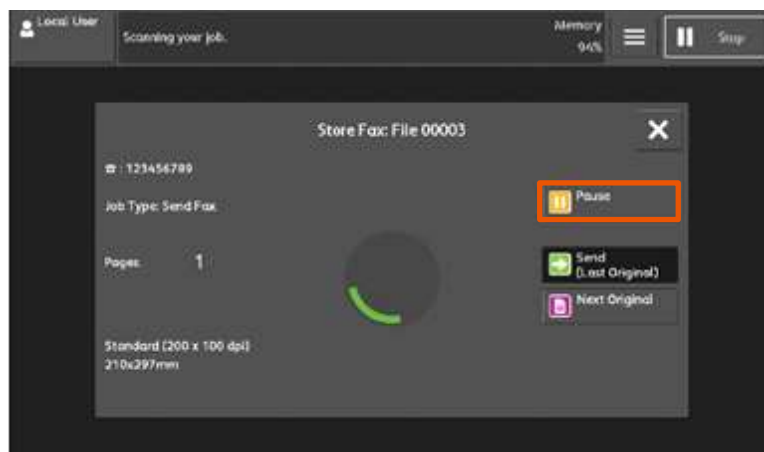 Local User
Scanning your job.
Memory
94%
Stop
Store Fax: File 00003
☎ : 123456789
Job Type: Send Fax
Pause
Pages: 1
Send
(Last Original)
Next Original
Standard (200 x 100 dpi)
210x297mm